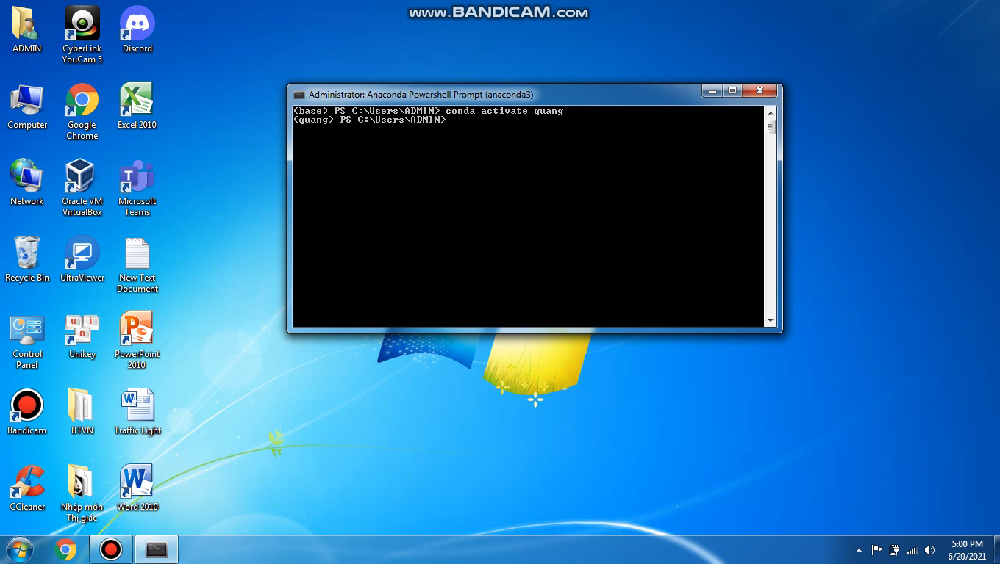 www.BANDICAM.com
ADMIN
CyberLink
YouCam 5
Discord
Computer
Google
Chrome
Excel 2010
Network
Oracle VM
VirtualBox
Microsoft
Teams
Recycle Bin
UltraViewer
New Text
Document
Control
Panel
Unikey
PowerPoint
2010
Bandicam
BTVN
Traffic Light
CCleaner
Nhập môn
Thị giác
Word 2010
Administrator: Anaconda Powershell Prompt (anaconda3)
(base) PS C:\Users\ADMIN> conda activate quang
(quang) PS C:\Users\ADMIN>
5:00 PM
6/20/2021